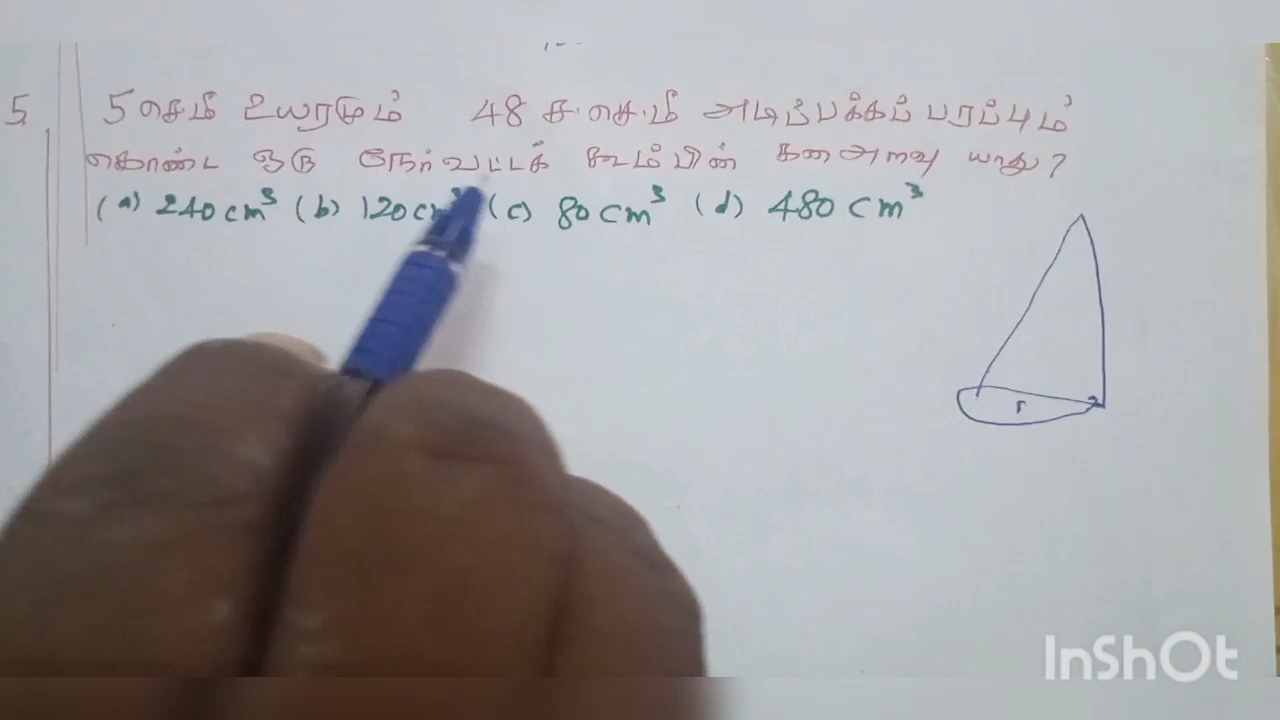 5. 5 செமீ உயரமும் 48 ச.செ.மீ அடிப்பக்கப் பரப்பும்
கொண்ட ஒரு நேர்வட்டக் கூம்பின் கனஅளவு யாது?
(a) 240 cm³ (b) 120 cm³ (c) 80 cm³ (d) 480 cm³
r
InShOt